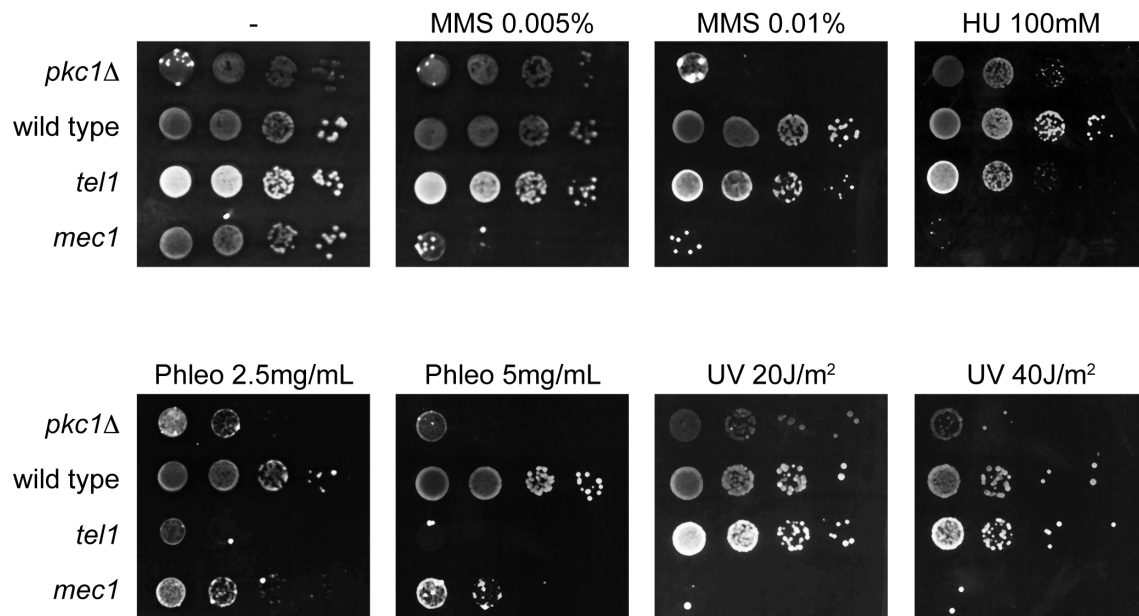 - MMS 0.005% MMS 0.01% HU 100mM
pkc1Δ
wild type
tel1
mec1
Phleo 2.5mg/mL Phleo 5mg/mL UV 20J/m² UV 40J/m²
pkc1Δ
wild type
tel1
mec1